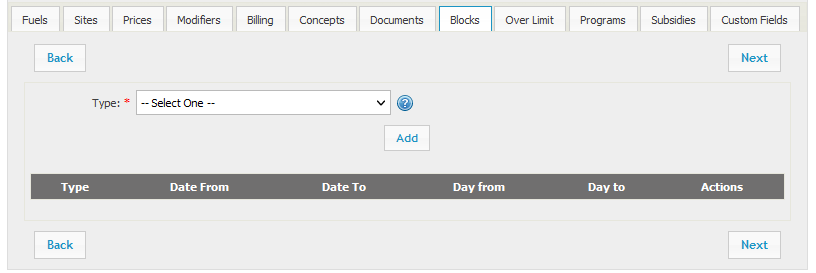 Fuels Sites Prices Modifiers Billing Concepts Documents Blocks Over Limit Programs Subsidies Custom Fields
Back Next
Type: * -- Select One -- ?
Add
Type Date From Date To Day from Day to Actions
Back Next